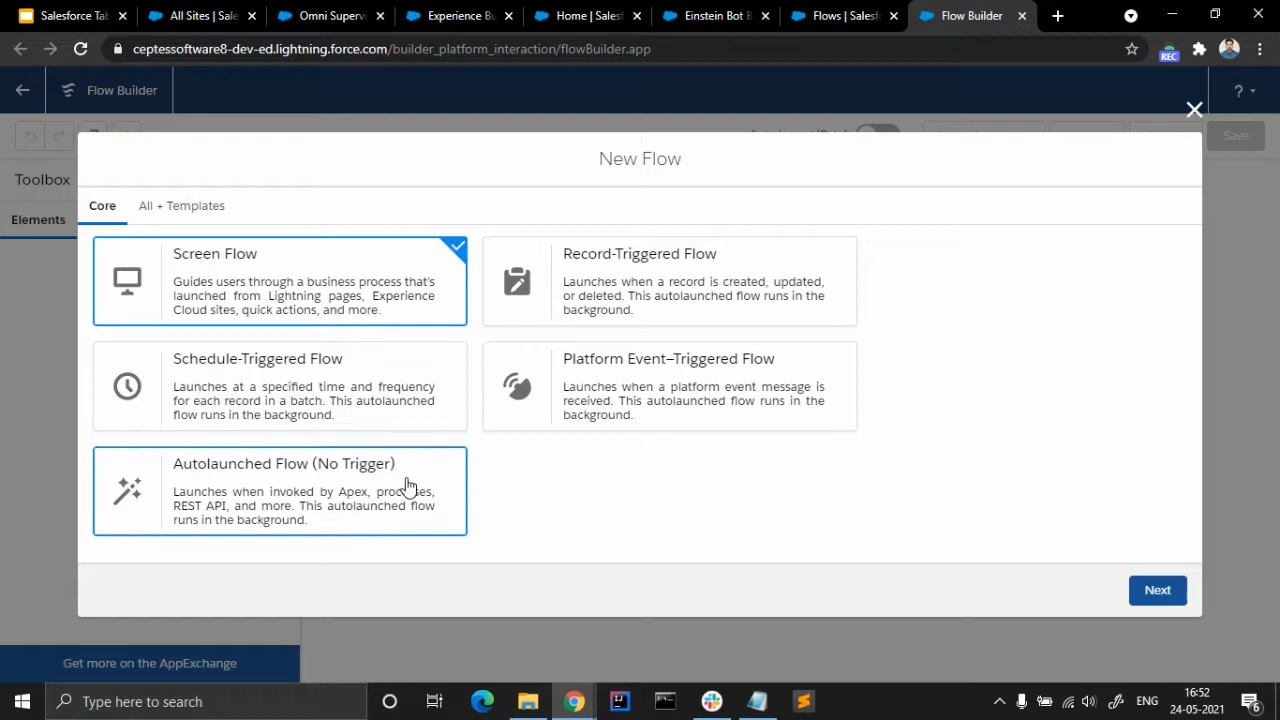 Salesforce Tab
All Sites | Sales
Omni Supervi
Experience Bu
Home | Salesf
Einstein Bot B
Flows | Salesf
Flow Builder
ceptessoftware8-dev-ed.lightning.force.com/builder_platform_interaction/flowBuilder.app
REC
Flow Builder
?
Save
New Flow
Toolbox
Core
All + Templates
Elements
Screen Flow
Guides users through a business process that's
launched from Lightning pages, Experience
Cloud sites, quick actions, and more.
Record-Triggered Flow
Launches when a record is created, updated,
or deleted. This autolaunched flow runs in the
background.
Schedule-Triggered Flow
Launches at a specified time and frequency
for each record in a batch. This autolaunched
flow runs in the background.
Platform Event–Triggered Flow
Launches when a platform event message is
received. This autolaunched flow runs in the
background.
Autolaunched Flow (No Trigger)
Launches when invoked by Apex, processes,
REST API, and more. This autolaunched flow
runs in the background.
Next
Get more on the AppExchange
Type here to search
ENG
16:52
24-05-2021
6